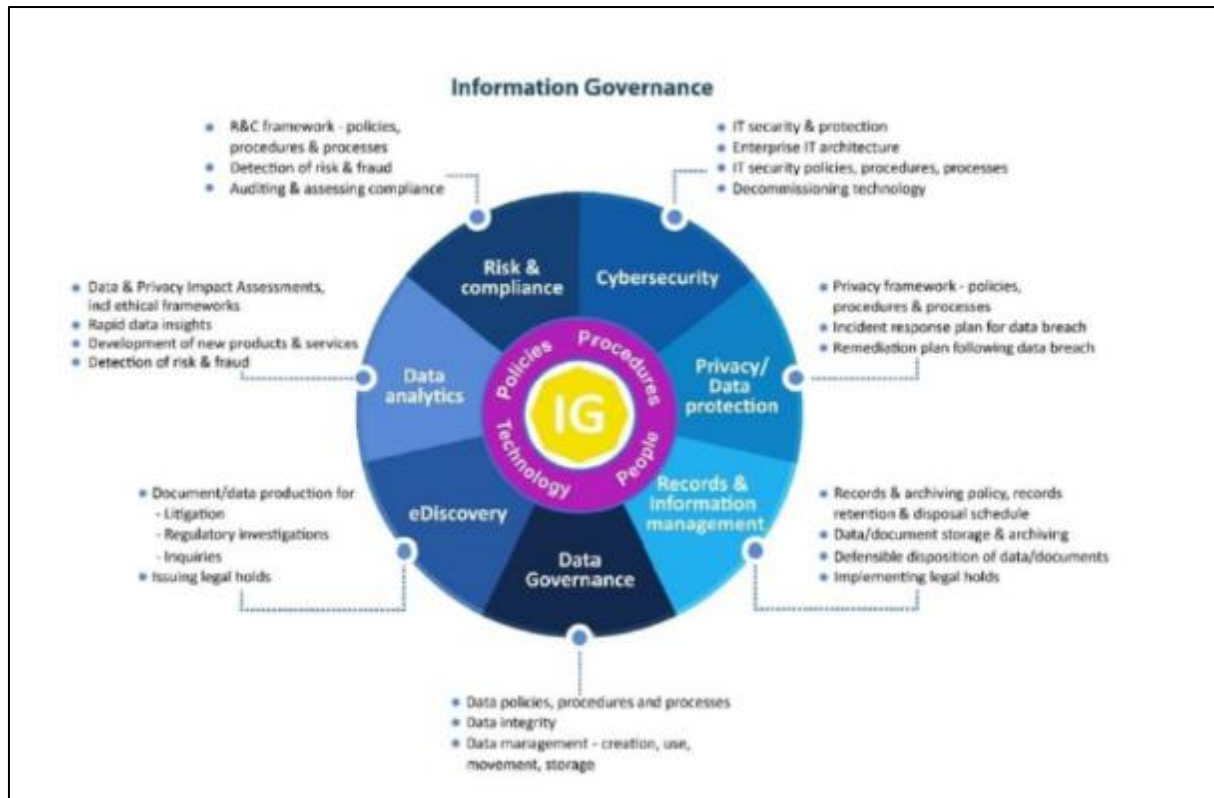 Information Governance
R&C framework - policies,
procedures & processes
Detection of risk & fraud
Auditing & assessing compliance
IT security & protection
Enterprise IT architecture
IT security policies, procedures, processes
Decommissioning technology
Data & Privacy Impact Assessments,
incl ethical frameworks
Rapid data insights
Development of new products & services
Detection of risk & fraud
Privacy framework - policies,
procedures & processes
Incident response plan for data breach
Remediation plan following data breach
Risk &
compliance
Cybersecurity
Data
analytics
Privacy/
Data
protection
Policies
Procedures
IG
Technology
People
eDiscovery
Records &
Information
management
Data
Governance
Document/data production for
- Litigation
- Regulatory investigations
- Inquiries
Issuing legal holds
Records & archiving policy, records
retention & disposal schedule
Data/document storage & archiving
Defensible disposition of data/documents
Implementing legal holds
Data policies, procedures and processes
Data integrity
Data management - creation, use,
movement, storage